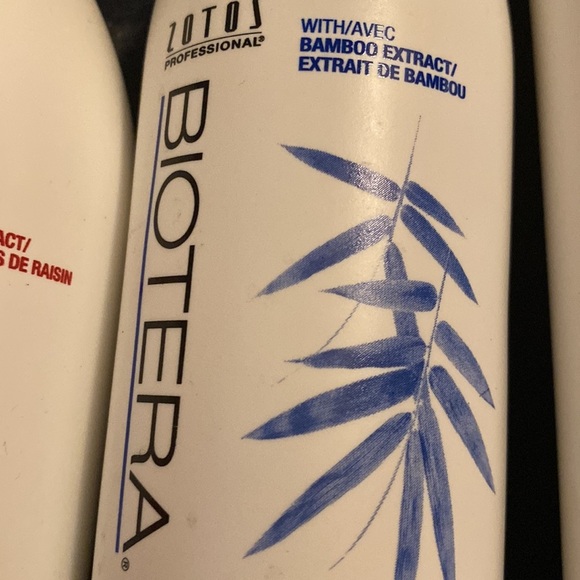 ZOTOS
PROFESSIONAL®
BIOTERA®
WITH/AVEC
BAMBOO EXTRACT/
EXTRAIT DE BAMBOU
ACT/
S DE RAISIN